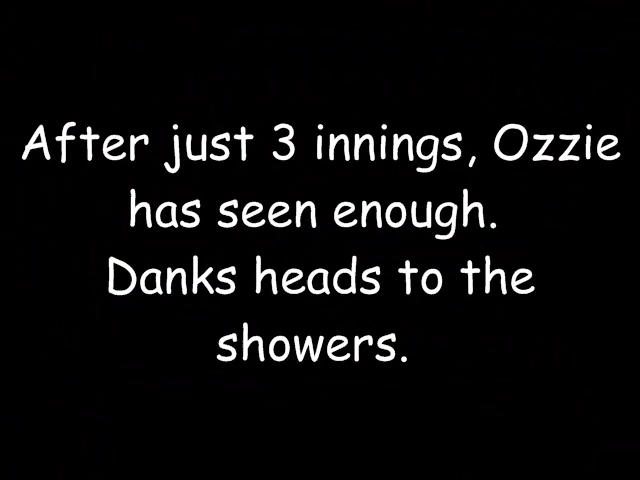 After just 3 innings, Ozzie
has seen enough.
Danks heads to the
showers.